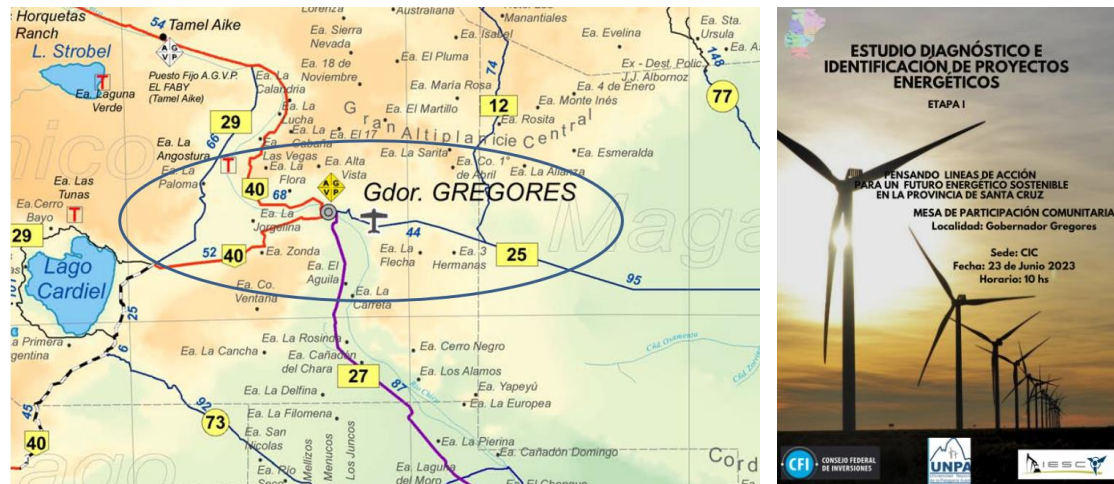 Horquetas
Ranch
54
Tamel Aike
L. Strobel
Ea. Laguna
Verde
T
Puesto Fijo A.G.V.P.
EL FABY
(Tamel Aike)
A G
V P
Lorenza
Australiana
Manantiales
Ea. Sierra
Nevada
Ea. Isabel
Ea. Evelina
Ea. Sta.
Ursula
148
Ea. 18 de
Noviembre
Ea. El Pluma
74
Ex - Dest. Polic.
J.J. Albornoz
77
Ea. La
Calandria
Ea. María Rosa
Ea. 4 de Enero
Ea. Monte Inés
12
Ea. La
Lucha
Ea. El Martillo
Ea. Rosita
29
66
Gran Altiplanicie Central
Ea. La
Cabaña
Ea. El 17
Ea.
Las Vegas
Ea. La
Angostura
T
Ea. La Sarita
Ea. Esmeralda
Ea. La
Paloma
Ea. La
Flora
Ea. Alta
Vista
Ea. Co. 1°
de Abril
Ea. La Alianza
40
68
A G
V P
Gdor. GREGORES
Ea. Las
Tunas
T
Ea. Cerro
Bayo
29
Ea. La
Jorgelina
44
Maga
52
40
Ea. Zonda
Ea. La
Flecha
Ea. 3
Hermanas
25
95
Lago
Cardiel
Ea. El
Aguila
Ea. Co.
Ventana
Ea. La
Carreta
25
Ea. La Rosinda
Ea. La Cancha
Ea. Cañadón
del Chara
Ea. Cerro Negro
Primera
6
27
87
Rio Chico
Ea. Los Alamos
Ea. La Delfina
Ea. Yapeyú
Ea. La Europea
92
73
45
40
Ea. La Filomena
Ea. San
Nicolas
Mellizos
Menucos
Los Juncos
Ea. La Pierina
Ea. Cañadón Domingo
Ea. Río
Ea. Laguna
del Moro
Cord
ESTUDIO DIAGNÓSTICO E
IDENTIFICACIÓN DE PROYECTOS
ENERGÉTICOS
ETAPA I
PENSANDO LINEAS DE ACCIÓN
PARA UN FUTURO ENERGÉTICO SOSTENIBLE
EN LA PROVINCIA DE SANTA CRUZ
MESA DE PARTICIPACIÓN COMUNITARIA
Localidad: Gobernador Gregores
Sede: CIC
Fecha: 23 de Junio 2023
Horario: 10 hs
CFI
CONSEJO FEDERAL
DE INVERSIONES
UNPA
IESC